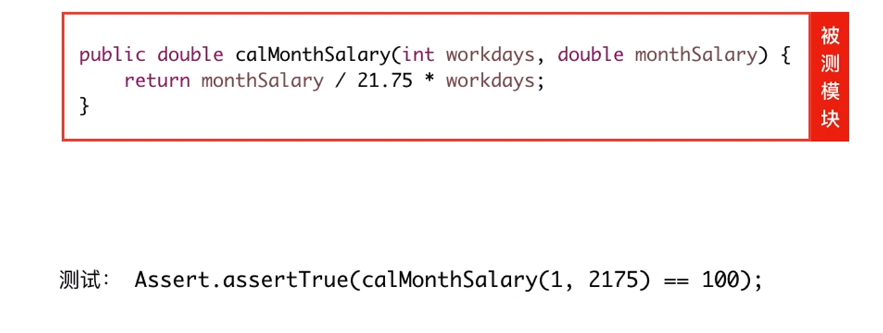 public double calMonthSalary(int workdays, double monthSalary) {
    return monthSalary / 21.75 * workdays;
}
被测模块
测试： Assert.assertTrue(calMonthSalary(1, 2175) == 100);